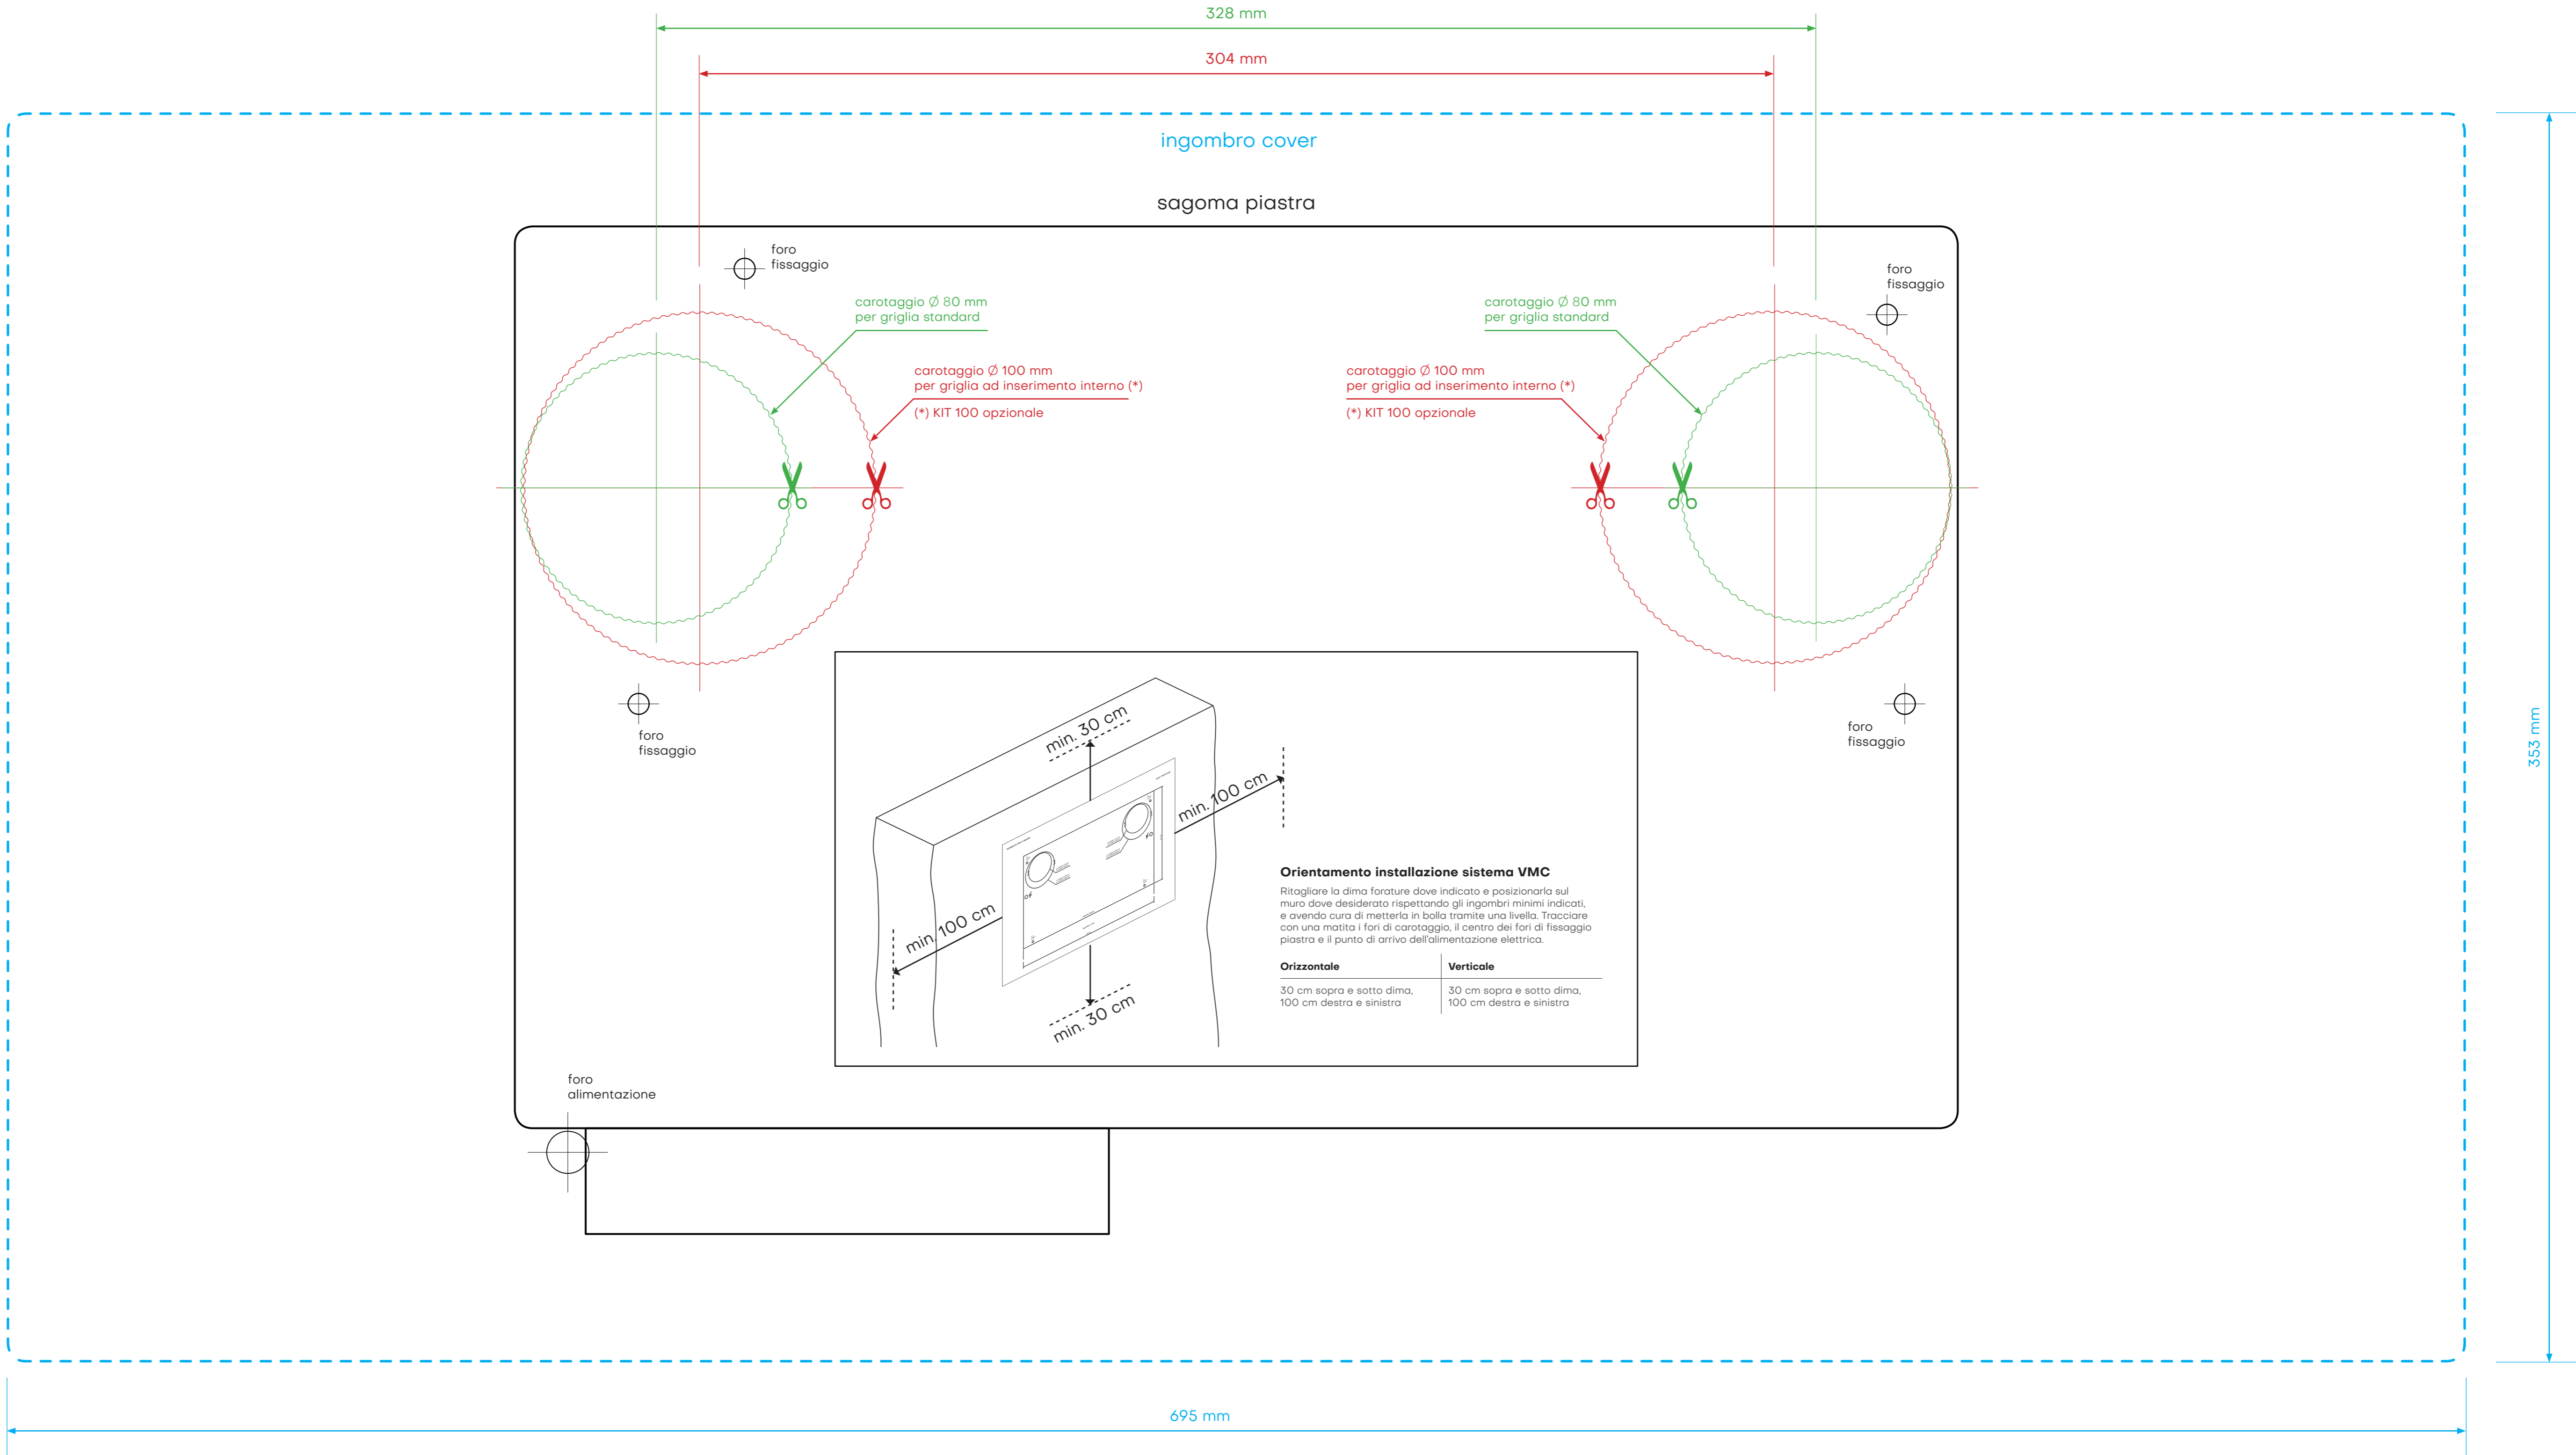 328 mm
304 mm
ingombro cover
sagoma piastra
foro
fissaggio
foro
fissaggio
carotaggio Ø 80 mm
per griglia standard
carotaggio Ø 80 mm
per griglia standard
carotaggio Ø 100 mm
per griglia ad inserimento interno (*)
(*) KIT 100 opzionale
carotaggio Ø 100 mm
per griglia ad inserimento interno (*)
(*) KIT 100 opzionale
foro
fissaggio
foro
fissaggio
353 mm
min. 30 cm
min. 100 cm
min. 100 cm
min. 30 cm
Orientamento installazione sistema VMC
Ritagliare la dima forature dove indicato e posizionarla sul
muro dove desiderato rispettando gli ingombri minimi indicati,
e avendo cura di metterla in bolla tramite una livella. Tracciare
con una matita i fori di carotaggio, il centro dei fori di fissaggio
piastra e il punto di arrivo dell'alimentazione elettrica.
Orizzontale
Verticale
30 cm sopra e sotto dima,
100 cm destra e sinistra
30 cm sopra e sotto dima,
100 cm destra e sinistra
foro
alimentazione
695 mm